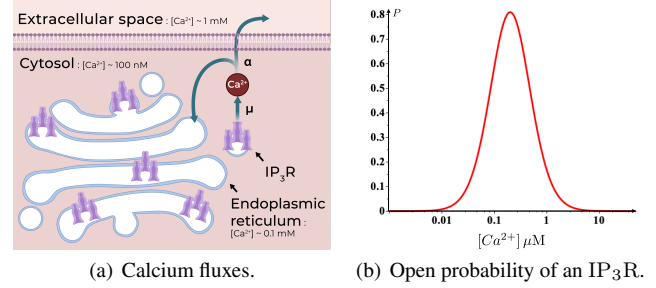 Extracellular space : [Ca²⁺] ~ 1 mM
Cytosol : [Ca²⁺] ~ 100 nM
α
Ca²⁺
μ
IP₃R
Endoplasmic
reticulum :
[Ca²⁺] ~ 0.1 mM
(a) Calcium fluxes.
P
0.8
0.7
0.6
0.5
0.4
0.3
0.2
0.1
0
0.01
0.1
1
10
[Ca²⁺] μM
(b) Open probability of an IP₃R.